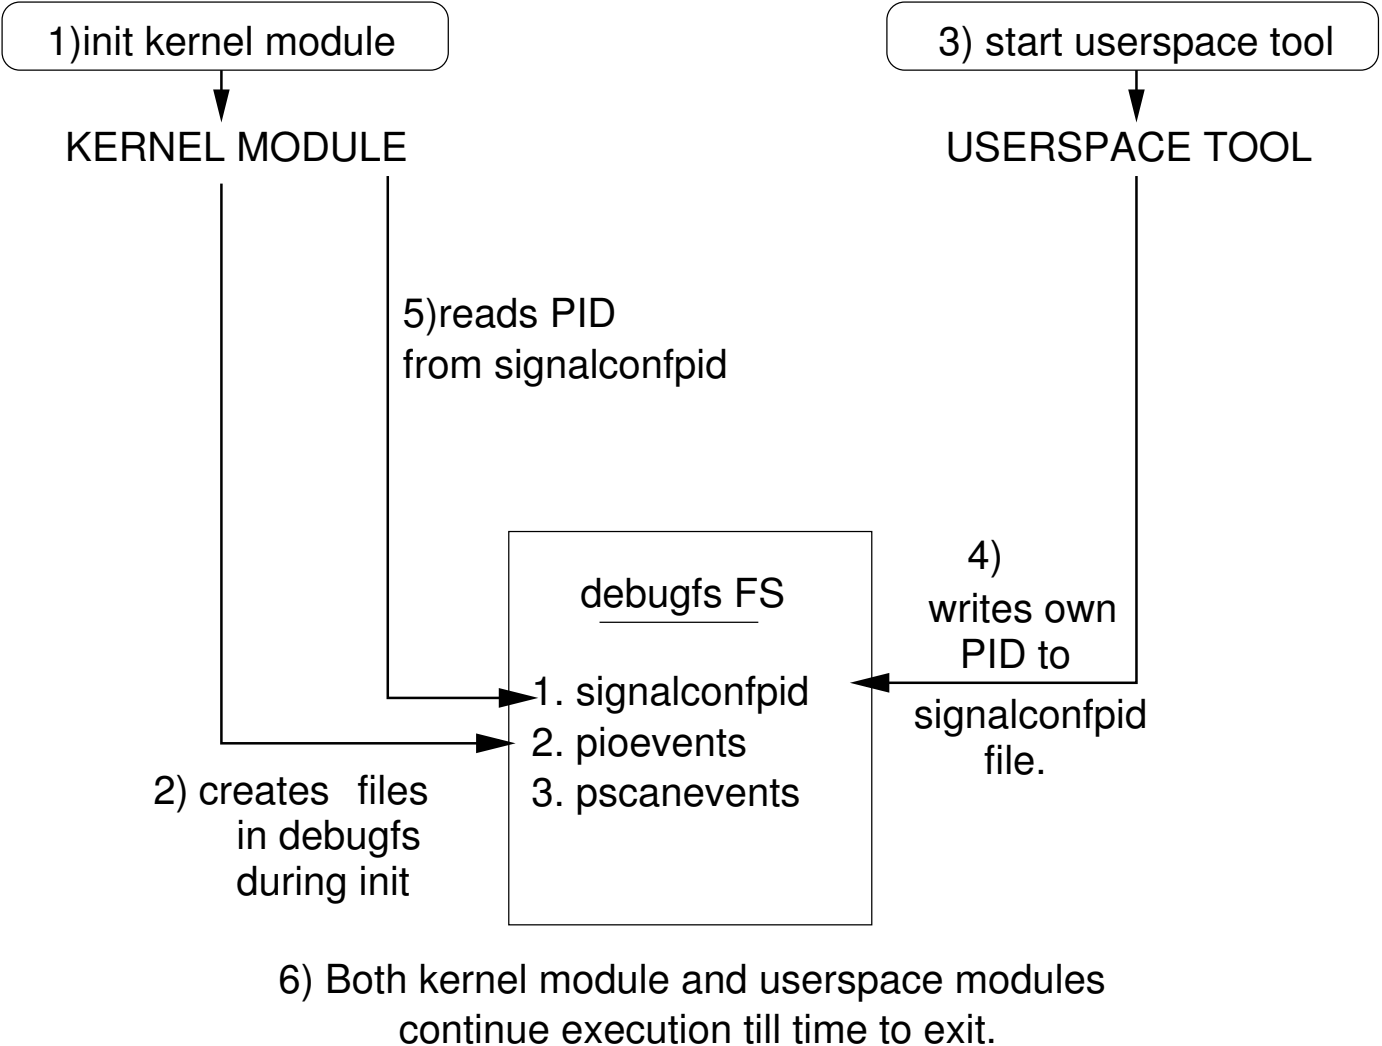 1)init kernel module
3) start userspace tool
KERNEL MODULE
USERSPACE TOOL
5)reads PID
from signalconfpid
debugfs FS
1. signalconfpid
2. pioevents
3. pscanevents
4)
writes own
PID to
signalconfpid
file.
2) creates files
in debugfs
during init
6) Both kernel module and userspace modules
continue execution till time to exit.